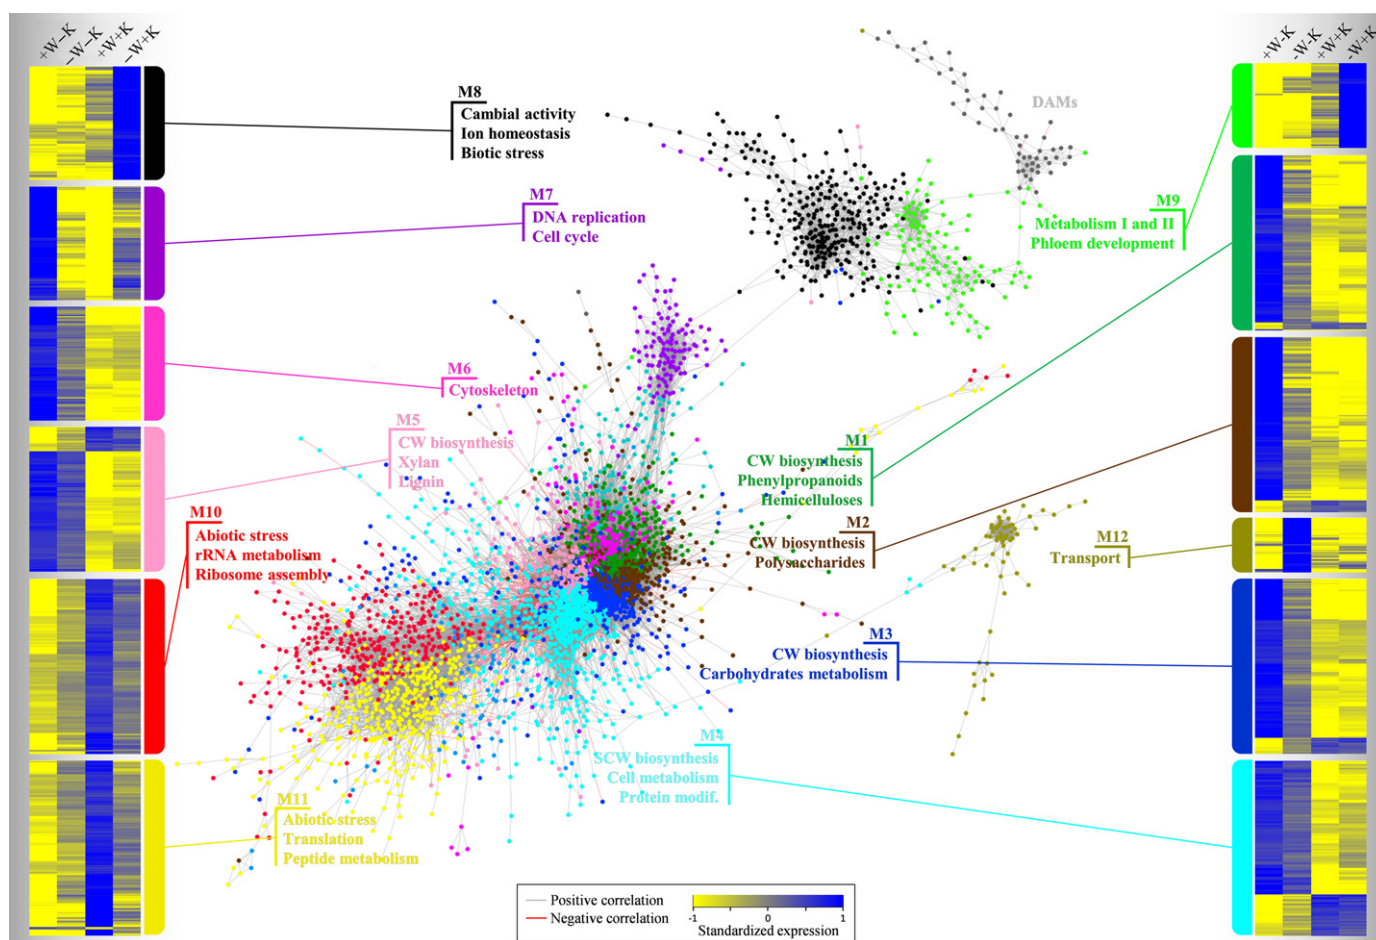 +W–K
–W–K
+W+K
–W+K
+W-K
-W-K
+W+K
-W+K
M8
Cambial activity
Ion homeostasis
Biotic stress
DAMs
M7
DNA replication
Cell cycle
M9
Metabolism I and II
Phloem development
M6
Cytoskeleton
M5
CW biosynthesis
Xylan
Lignin
M1
CW biosynthesis
Phenylpropanoids
Hemicelluloses
M10
Abiotic stress
rRNA metabolism
Ribosome assembly
M2
CW biosynthesis
Polysaccharides
M12
Transport
M3
CW biosynthesis
Carbohydrates metabolism
M4
SCW biosynthesis
Cell metabolism
Protein modif.
M11
Abiotic stress
Translation
Peptide metabolism
Positive correlation
Negative correlation
-1 0 1
Standardized expression